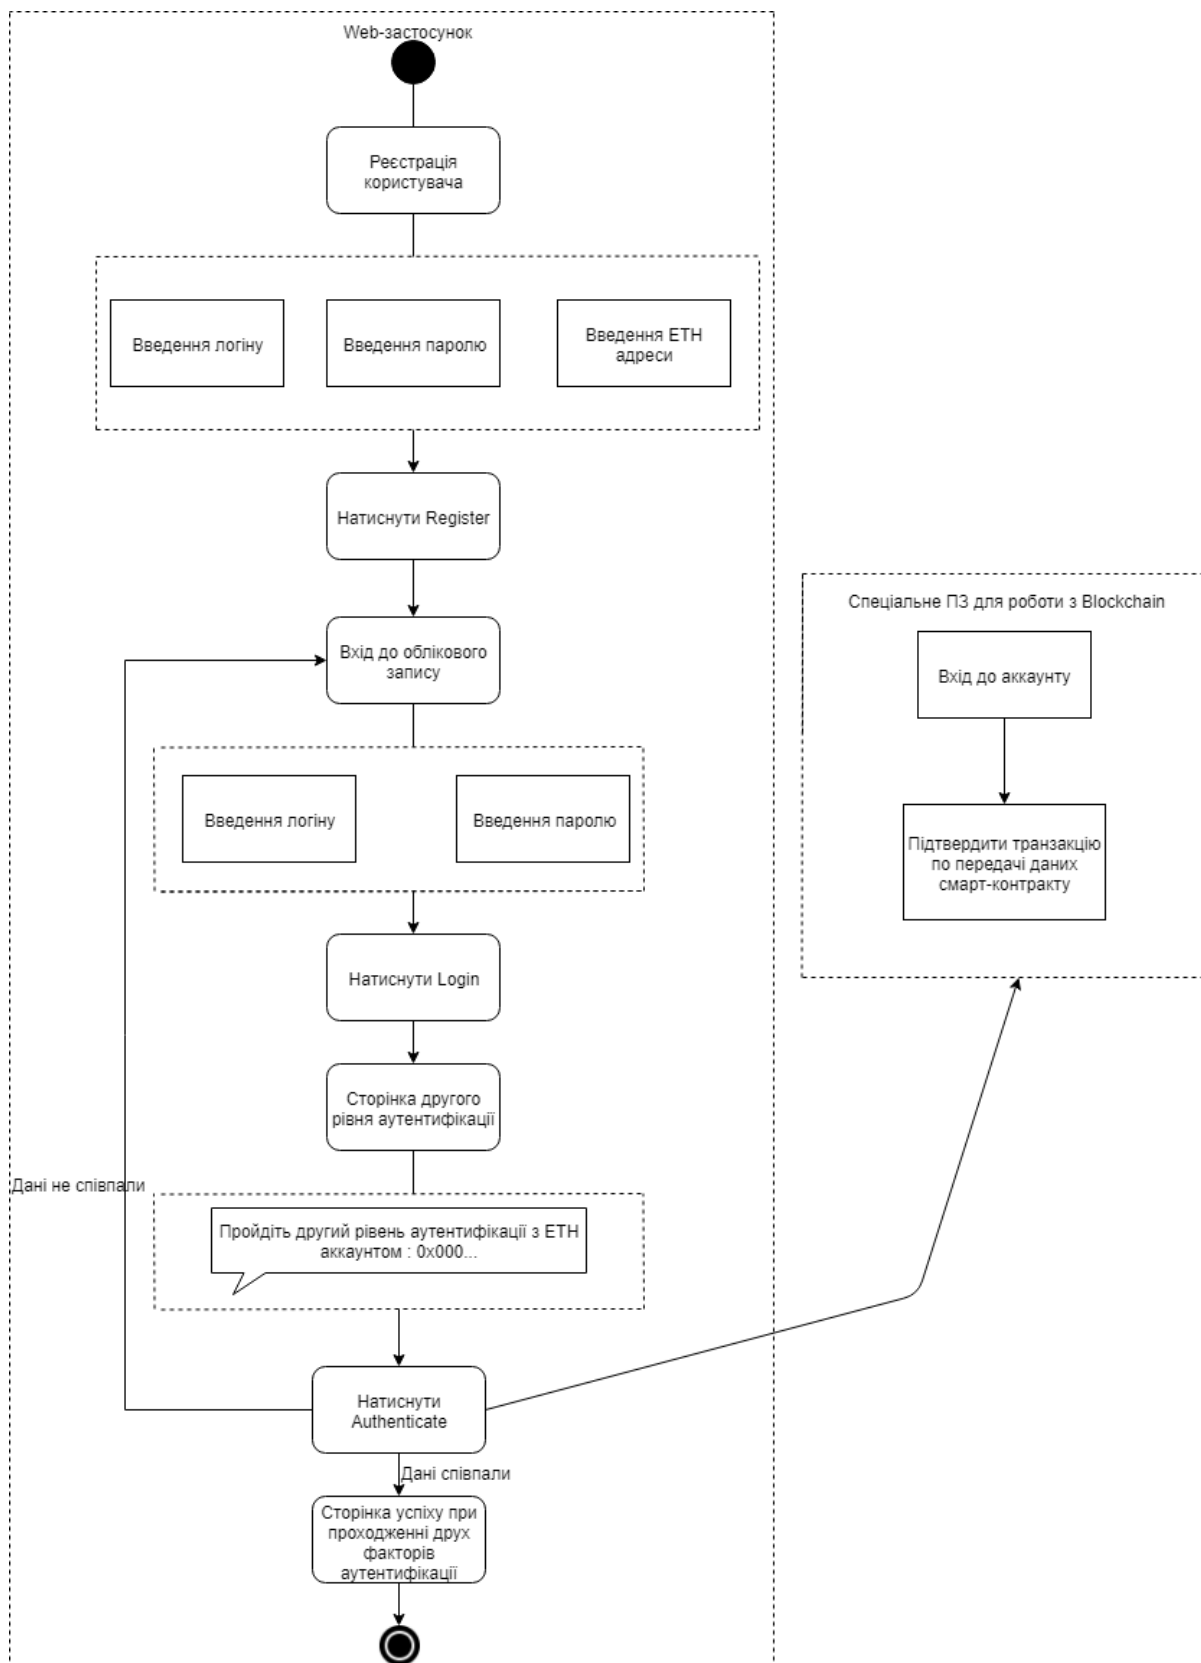 Web-застосунок
Реєстрація
користувача
Введення логіну
Введення паролю
Введення ETH
адреси
Натиснути Register
Вхід до облікового
запису
Введення логіну
Введення паролю
Натиснути Login
Сторінка другого
рівня аутентифікації
Дані не співпали
Пройдіть другий рівень аутентифікації з ETH
аккаунтом : 0x000...
Натиснути
Authenticate
Дані співпали
Сторінка успіху при
проходженні друх
факторів
аутентифікації
Спеціальне ПЗ для роботи з Blockchain
Вхід до аккаунту
Підтвердити транзакцію
по передачі даних
смарт-контракту